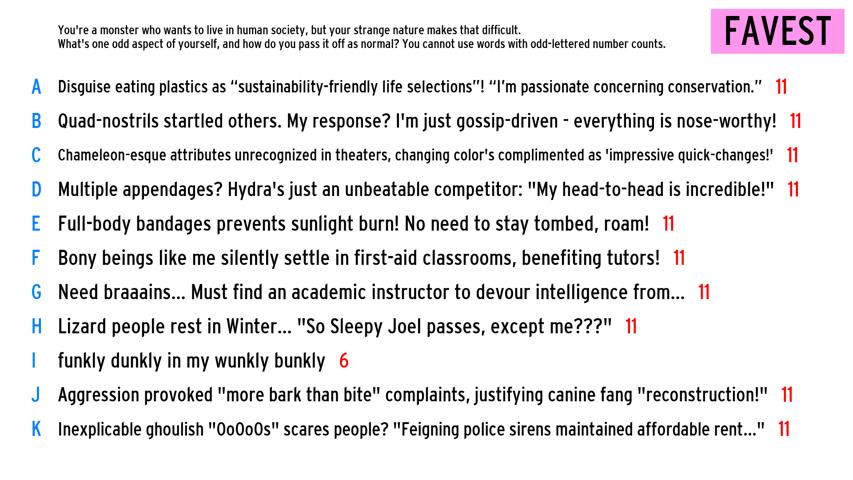 You're a monster who wants to live in human society, but your strange nature makes that difficult.
What's one odd aspect of yourself, and how do you pass it off as normal? You cannot use words with odd-lettered number counts.
FAVEST
A Disguise eating plastics as “sustainability-friendly life selections”! “I’m passionate concerning conservation.” 11
B Quad-nostrils startled others. My response? I'm just gossip-driven - everything is nose-worthy! 11
C Chameleon-esque attributes unrecognized in theaters, changing color's complimented as 'impressive quick-changes!' 11
D Multiple appendages? Hydra's just an unbeatable competitor: "My head-to-head is incredible!" 11
E Full-body bandages prevents sunlight burn! No need to stay tombed, roam! 11
F Bony beings like me silently settle in first-aid classrooms, benefiting tutors! 11
G Need braaains... Must find an academic instructor to devour intelligence from... 11
H Lizard people rest in Winter... "So Sleepy Joel passes, except me???" 11
I funkly dunkly in my wunkly bunkly 6
J Aggression provoked "more bark than bite" complaints, justifying canine fang "reconstruction!" 11
K Inexplicable ghoulish "OoOoOs" scares people? "Feigning police sirens maintained affordable rent..." 11